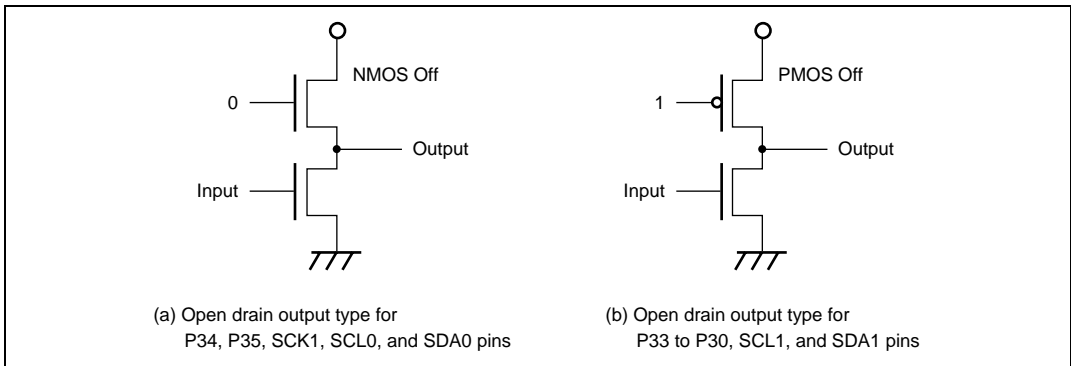 NMOS Off
0
Output
Input
(a) Open drain output type for
P34, P35, SCK1, SCL0, and SDA0 pins
PMOS Off
1
Output
Input
(b) Open drain output type for
P33 to P30, SCL1, and SDA1 pins